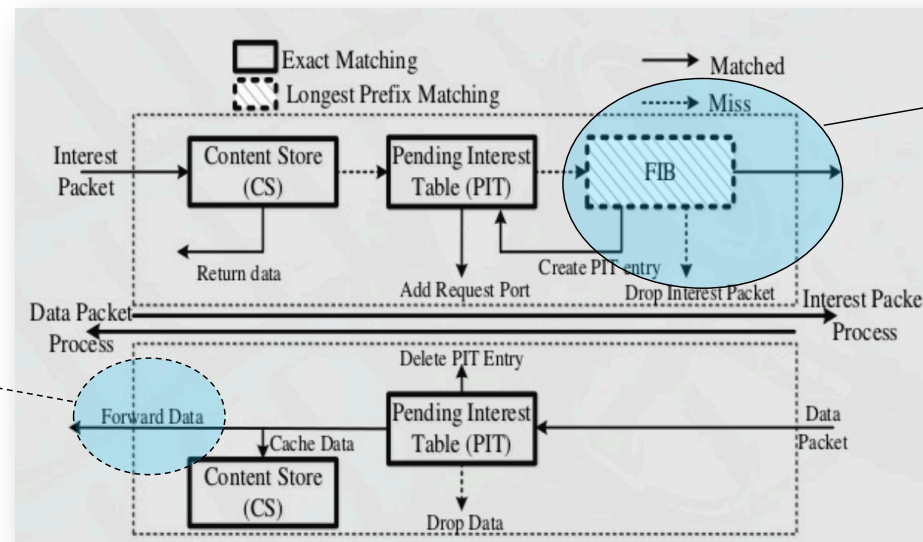 Exact Matching
Longest Prefix Matching
Matched
Miss
Interest
Packet
Content Store
(CS)
Pending Interest
Table (PIT)
FIB
Return data
Add Request Port
Create PIT entry
Drop Interest Packet
Data Packet
Process
Interest Packe
Process
Delete PIT Entry
Forward Data
Cache Data
Pending Interest
Table (PIT)
Data
Packet
Content Store
(CS)
Drop Data